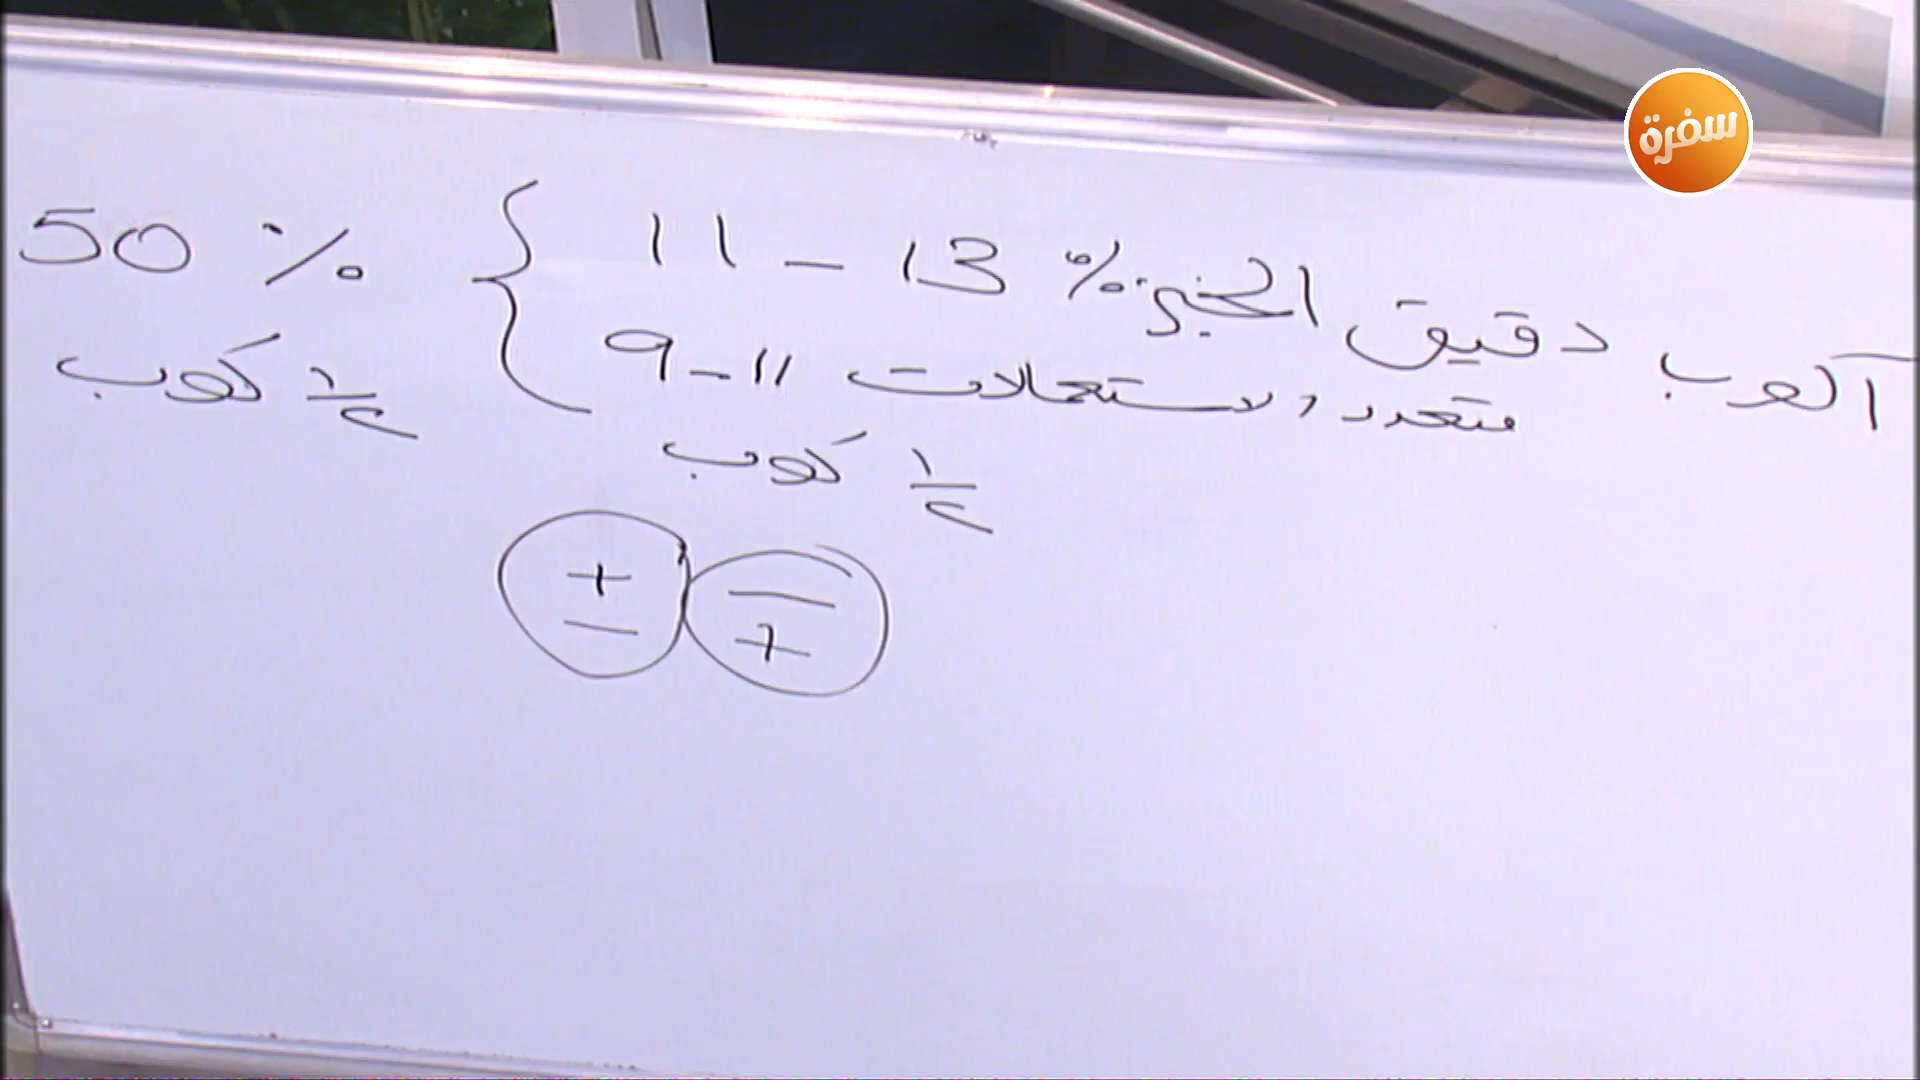 سفرة
١ كوب دقيق الخبز % 13 – 11
متعدد الاستعمالات 11 – 9
% 50
½ كوب
½ كوب
+ –
– +